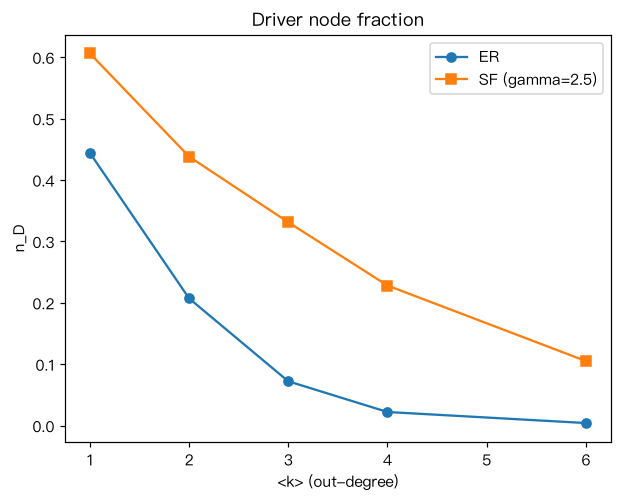 Driver node fraction
ER
SF (gamma=2.5)
n_D
0.6
0.5
0.4
0.3
0.2
0.1
0.0
1 2 3 4 5 6
<k> (out-degree)